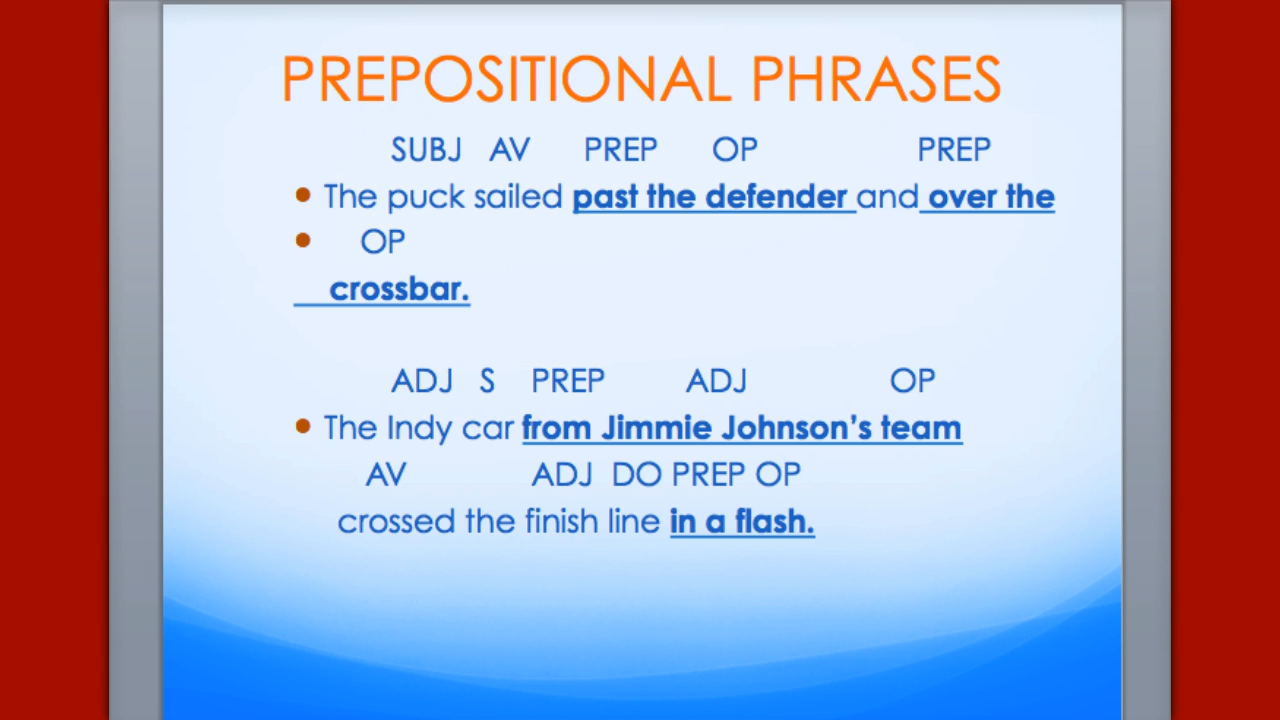 PREPOSITIONAL PHRASES
SUBJ AV PREP OP PREP
• The puck sailed past the defender and over the
• OP
crossbar.
ADJ S PREP ADJ OP
• The Indy car from Jimmie Johnson’s team
AV ADJ DO PREP OP
crossed the finish line in a flash.